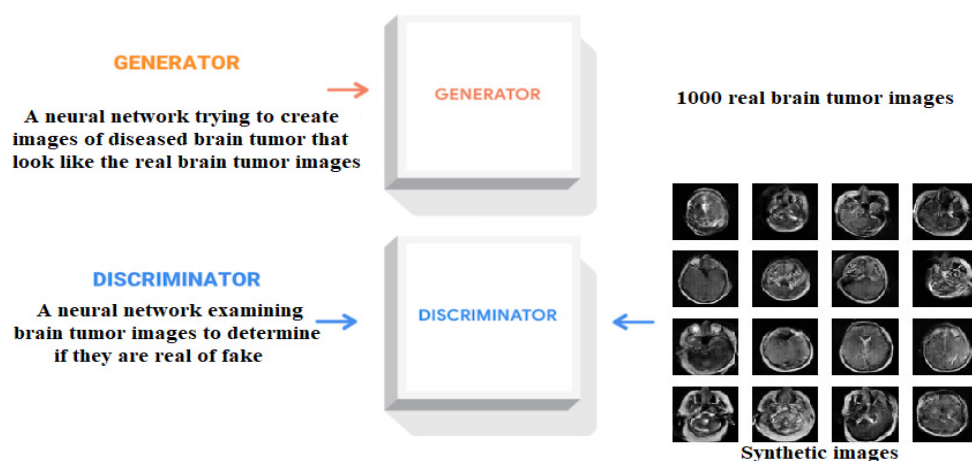 GENERATOR
A neural network trying to create
images of diseased brain tumor that
look like the real brain tumor images
GENERATOR
1000 real brain tumor images
DISCRIMINATOR
A neural network examining
brain tumor images to determine
if they are real of fake
DISCRIMINATOR
Synthetic images